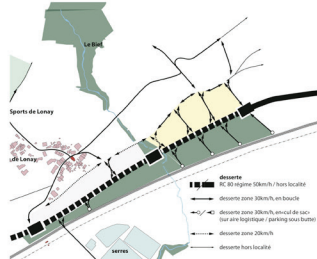 Le Bief
Sports de Lonay
de Lonay
serres
desserte
RC 80 régime 50km/h / hors localité
desserte zone 30km/h, en boucle
desserte zone 30km/h, en «cul de sac»
(sur aire logistique / parking sous butte)
desserte zone 20km/h
desserte hors localité